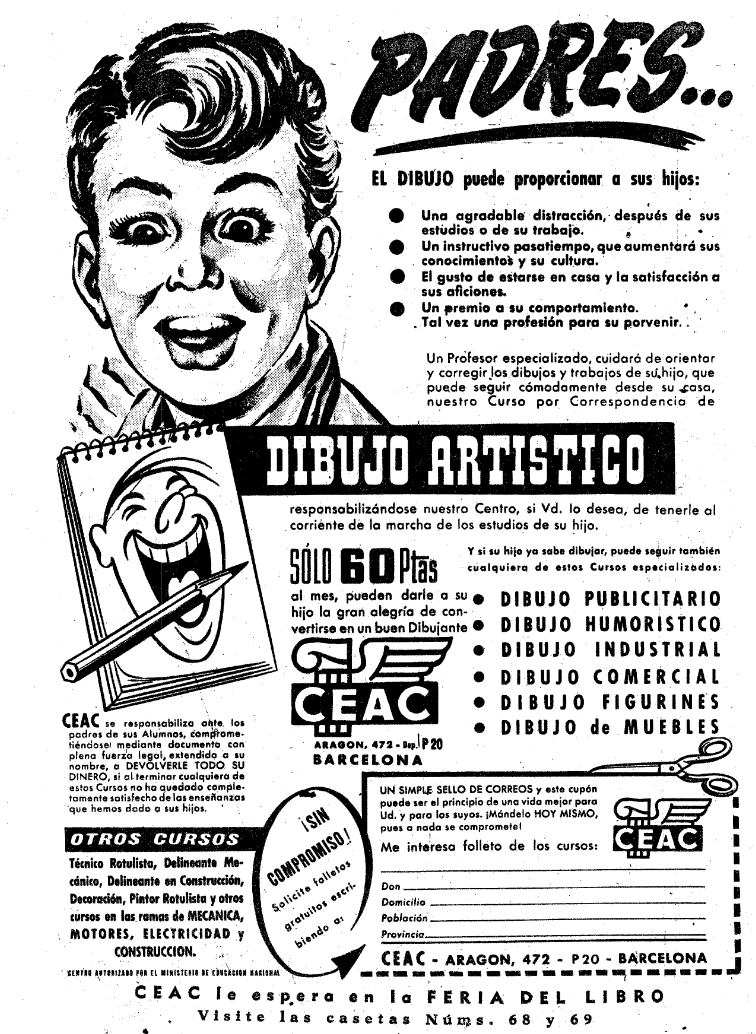 PADRES...
EL DIBUJO puede proporcionar a sus hijos:
● Una agradable distracción, después de sus
estudios o de su trabajo.
● Un instructivo pasatiempo, que aumentará sus
conocimientos y su cultura.
● El gusto de estarse en casa y la satisfacción a
sus aficiones.
● Un premio a su comportamiento.
Tal vez una profesión para su porvenir.
Un Profesor especializado, cuidará de orientar
y corregir los dibujos y trabajos de su hijo, que
puede seguir cómodamente desde su casa,
nuestro Curso por Correspondencia de
DIBUJO ARTISTICO
responsabilizándose nuestro Centro, si Vd. lo desea, de tenerle al
corriente de la marcha de los estudios de su hijo.
SÓLO 60 Ptas
al mes, pueden darle a su
hijo la gran alegría de con-
vertirse en un buen Dibujante
CEAC
ARAGON, 472 - Dep. P 20
BARCELONA
Y si su hijo ya sabe dibujar, puede seguir también
cualquiera de estos Cursos especializados:
● DIBUJO PUBLICITARIO
● DIBUJO HUMORISTICO
● DIBUJO INDUSTRIAL
● DIBUJO COMERCIAL
● DIBUJO FIGURINES
● DIBUJO de MUEBLES
CEAC se responsabiliza ante los
padres de sus Alumnos, comprome-
tiéndose! mediante documento con
plena fuerza legal, extendido a su
nombre, a DEVOLVERLE TODO SU
DINERO, si al terminar cualquiera de
estos Cursos no ha quedado comple-
tamente satisfecho de las enseñanzas
que hemos dado a sus hijos.
OTROS CURSOS
Técnico Rotulista, Delineante Me-
cánico, Delineante en Construcción,
Decoración, Pintor Rotulista y otros
cursos en las ramas de MECANICA,
MOTORES, ELECTRICIDAD y
CONSTRUCCION.
CENTRO AUTORIZADO POR EL MINISTERIO DE EDUCACION NACIONAL
¡SIN
COMPROMISO!
Solicite folletos
gratuitos escri-
biendo a:
UN SIMPLE SELLO DE CORREOS y este cupón
puede ser el principio de una vida mejor para
Ud. y para los suyos. ¡Mándelo HOY MISMO,
pues a nada se compromete!
CEAC
Me interesa folleto de los cursos:
Don
Domicilio
Población
Provincia
CEAC - ARAGON, 472 - P 20 - BARCELONA
CEAC le espera en la FERIA DEL LIBRO
Visite las casetas Núms. 68 y 69